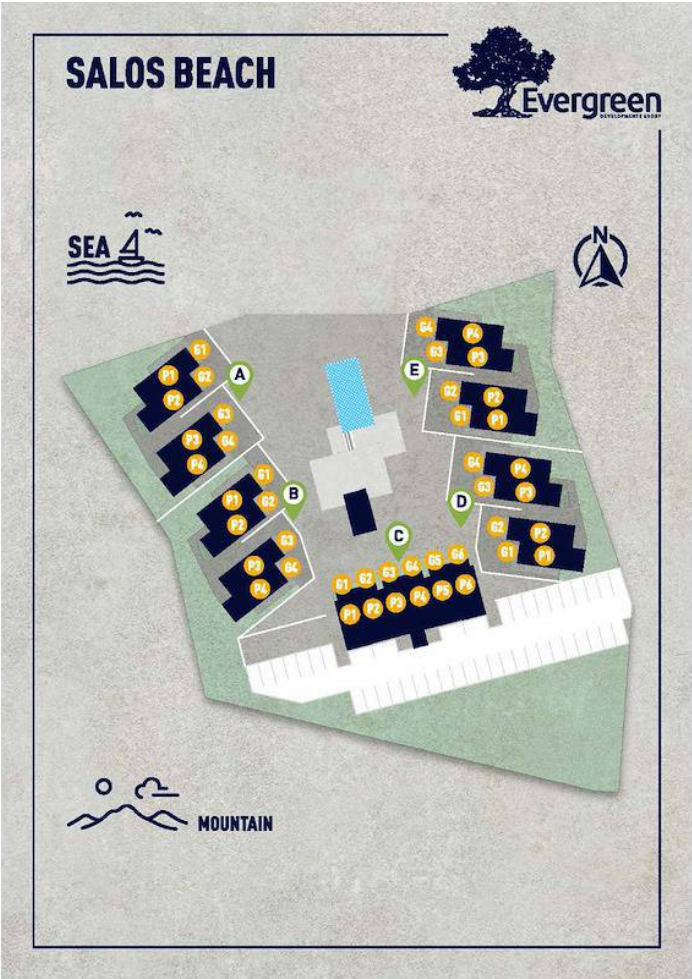 SALOS BEACH
Evergreen
DEVELOPMENTS GROUP
SEA
N
G1
P1
G2
P2
A
G3
P3
G4
P4
G1
P1
G2
P2
B
G3
P3
G4
P4
C
G1 G2 G3 G4 G5 G6
P1 P2 P3 P4 P5 P6
E
G4 P4
G3 P3
G2 P2
G1 P1
D
G4 P4
G3 P3
G2 P2
G1 P1
MOUNTAIN